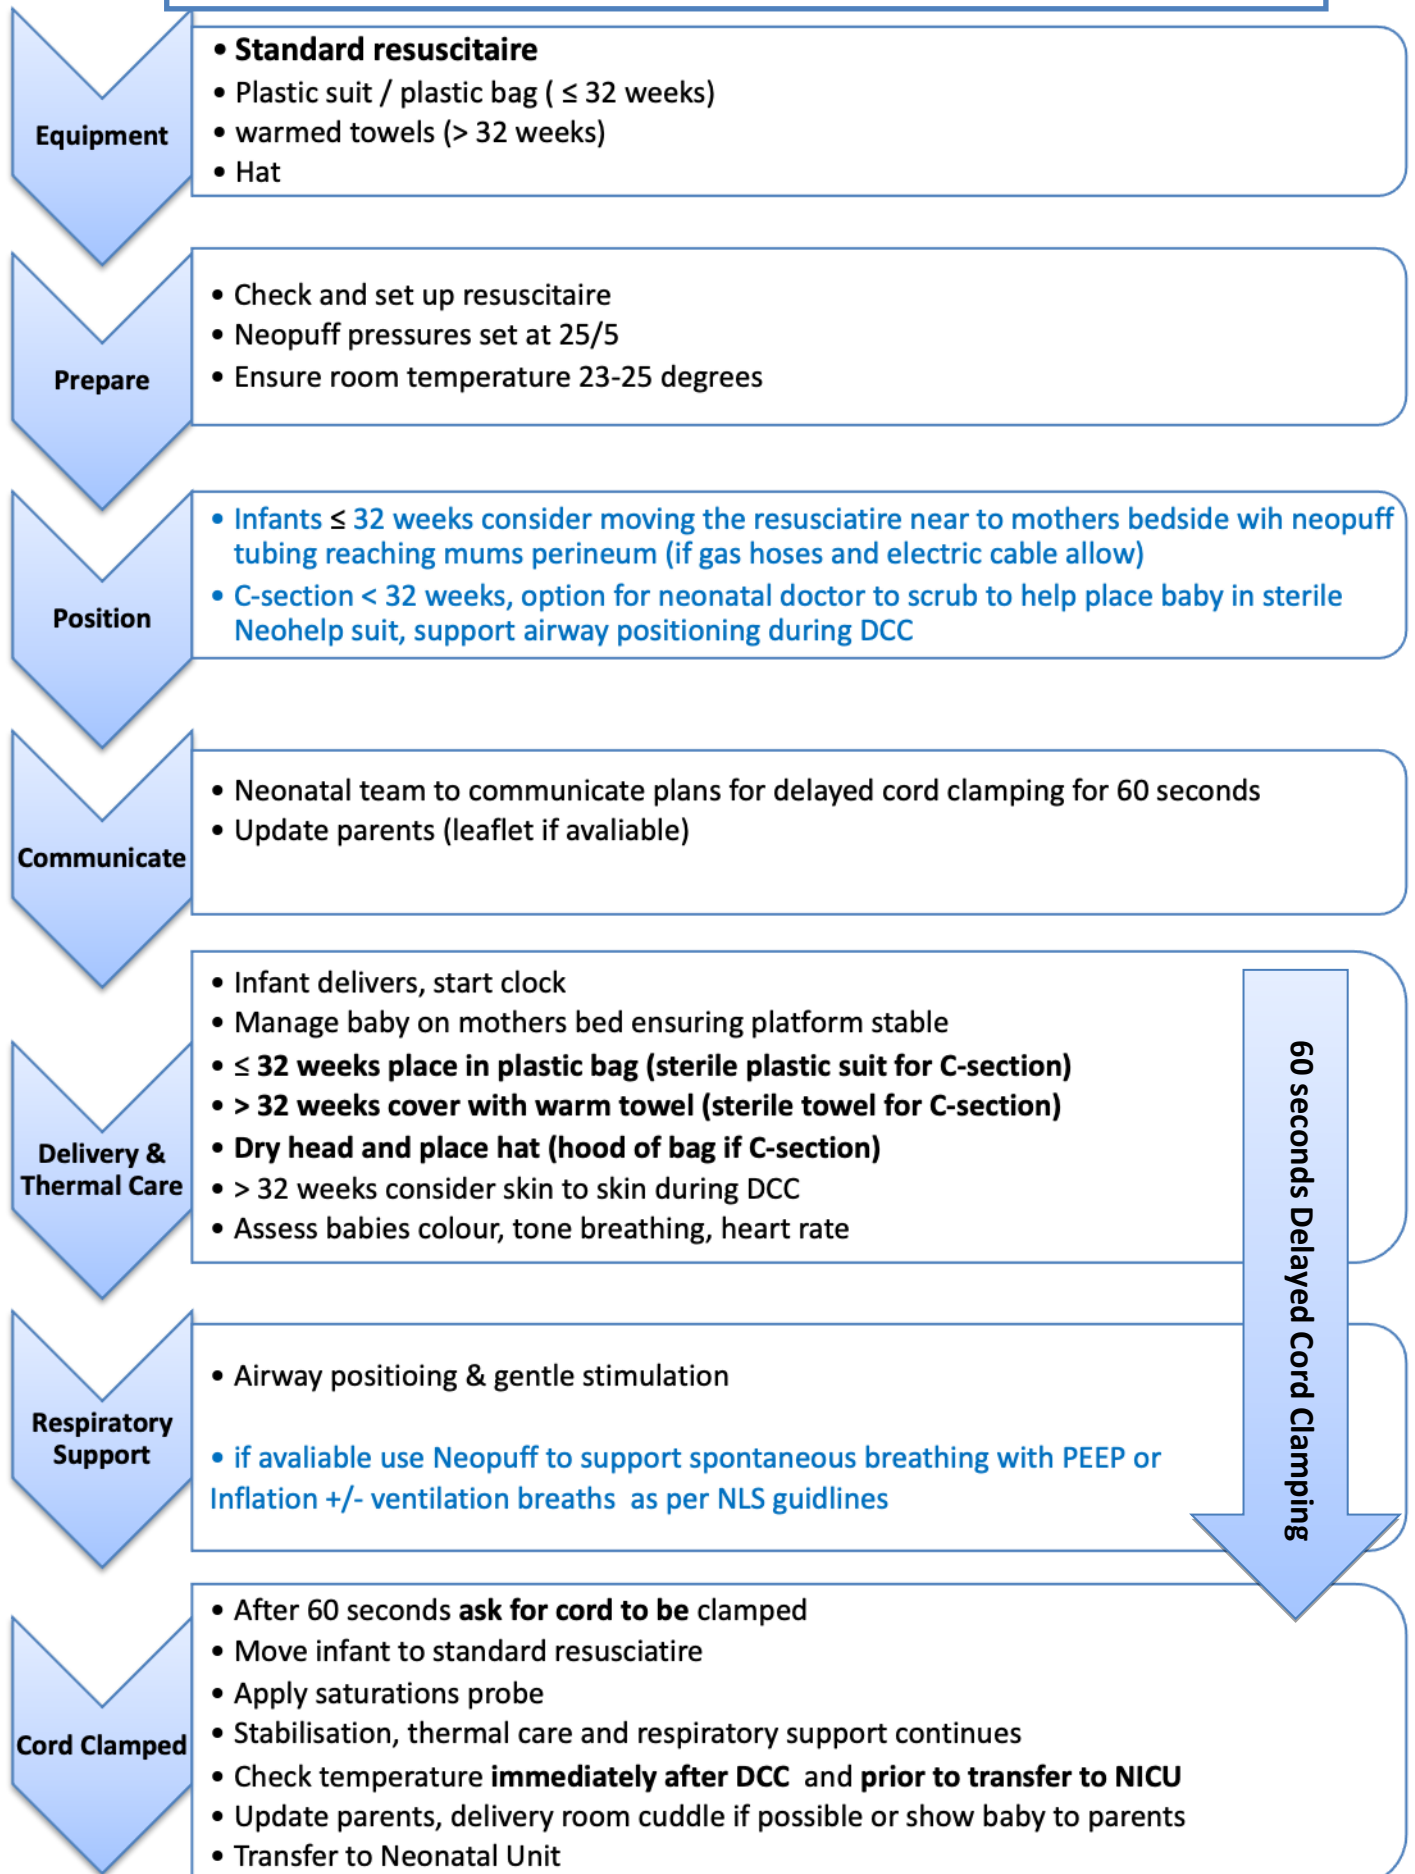 Equipment
• Standard resuscitaire
• Plastic suit / plastic bag ( ≤ 32 weeks)
• warmed towels (> 32 weeks)
• Hat
Prepare
• Check and set up resuscitaire
• Neopuff pressures set at 25/5
• Ensure room temperature 23-25 degrees
Position
• Infants ≤ 32 weeks consider moving the resusciatire near to mothers bedside wih neopuff
tubing reaching mums perineum (if gas hoses and electric cable allow)
• C-section < 32 weeks, option for neonatal doctor to scrub to help place baby in sterile
Neohelp suit, support airway positioning during DCC
Communicate
• Neonatal team to communicate plans for delayed cord clamping for 60 seconds
• Update parents (leaflet if avaliable)
Delivery &
Thermal Care
• Infant delivers, start clock
• Manage baby on mothers bed ensuring platform stable
• ≤ 32 weeks place in plastic bag (sterile plastic suit for C-section)
• > 32 weeks cover with warm towel (sterile towel for C-section)
• Dry head and place hat (hood of bag if C-section)
• > 32 weeks consider skin to skin during DCC
• Assess babies colour, tone breathing, heart rate
60 seconds Delayed Cord Clamping
Respiratory
Support
• Airway positioing & gentle stimulation
• if avaliable use Neopuff to support spontaneous breathing with PEEP or
Inflation +/- ventilation breaths as per NLS guidlines
Cord Clamped
• After 60 seconds ask for cord to be clamped
• Move infant to standard resusciatire
• Apply saturations probe
• Stabilisation, thermal care and respiratory support continues
• Check temperature immediately after DCC and prior to transfer to NICU
• Update parents, delivery room cuddle if possible or show baby to parents
• Transfer to Neonatal Unit